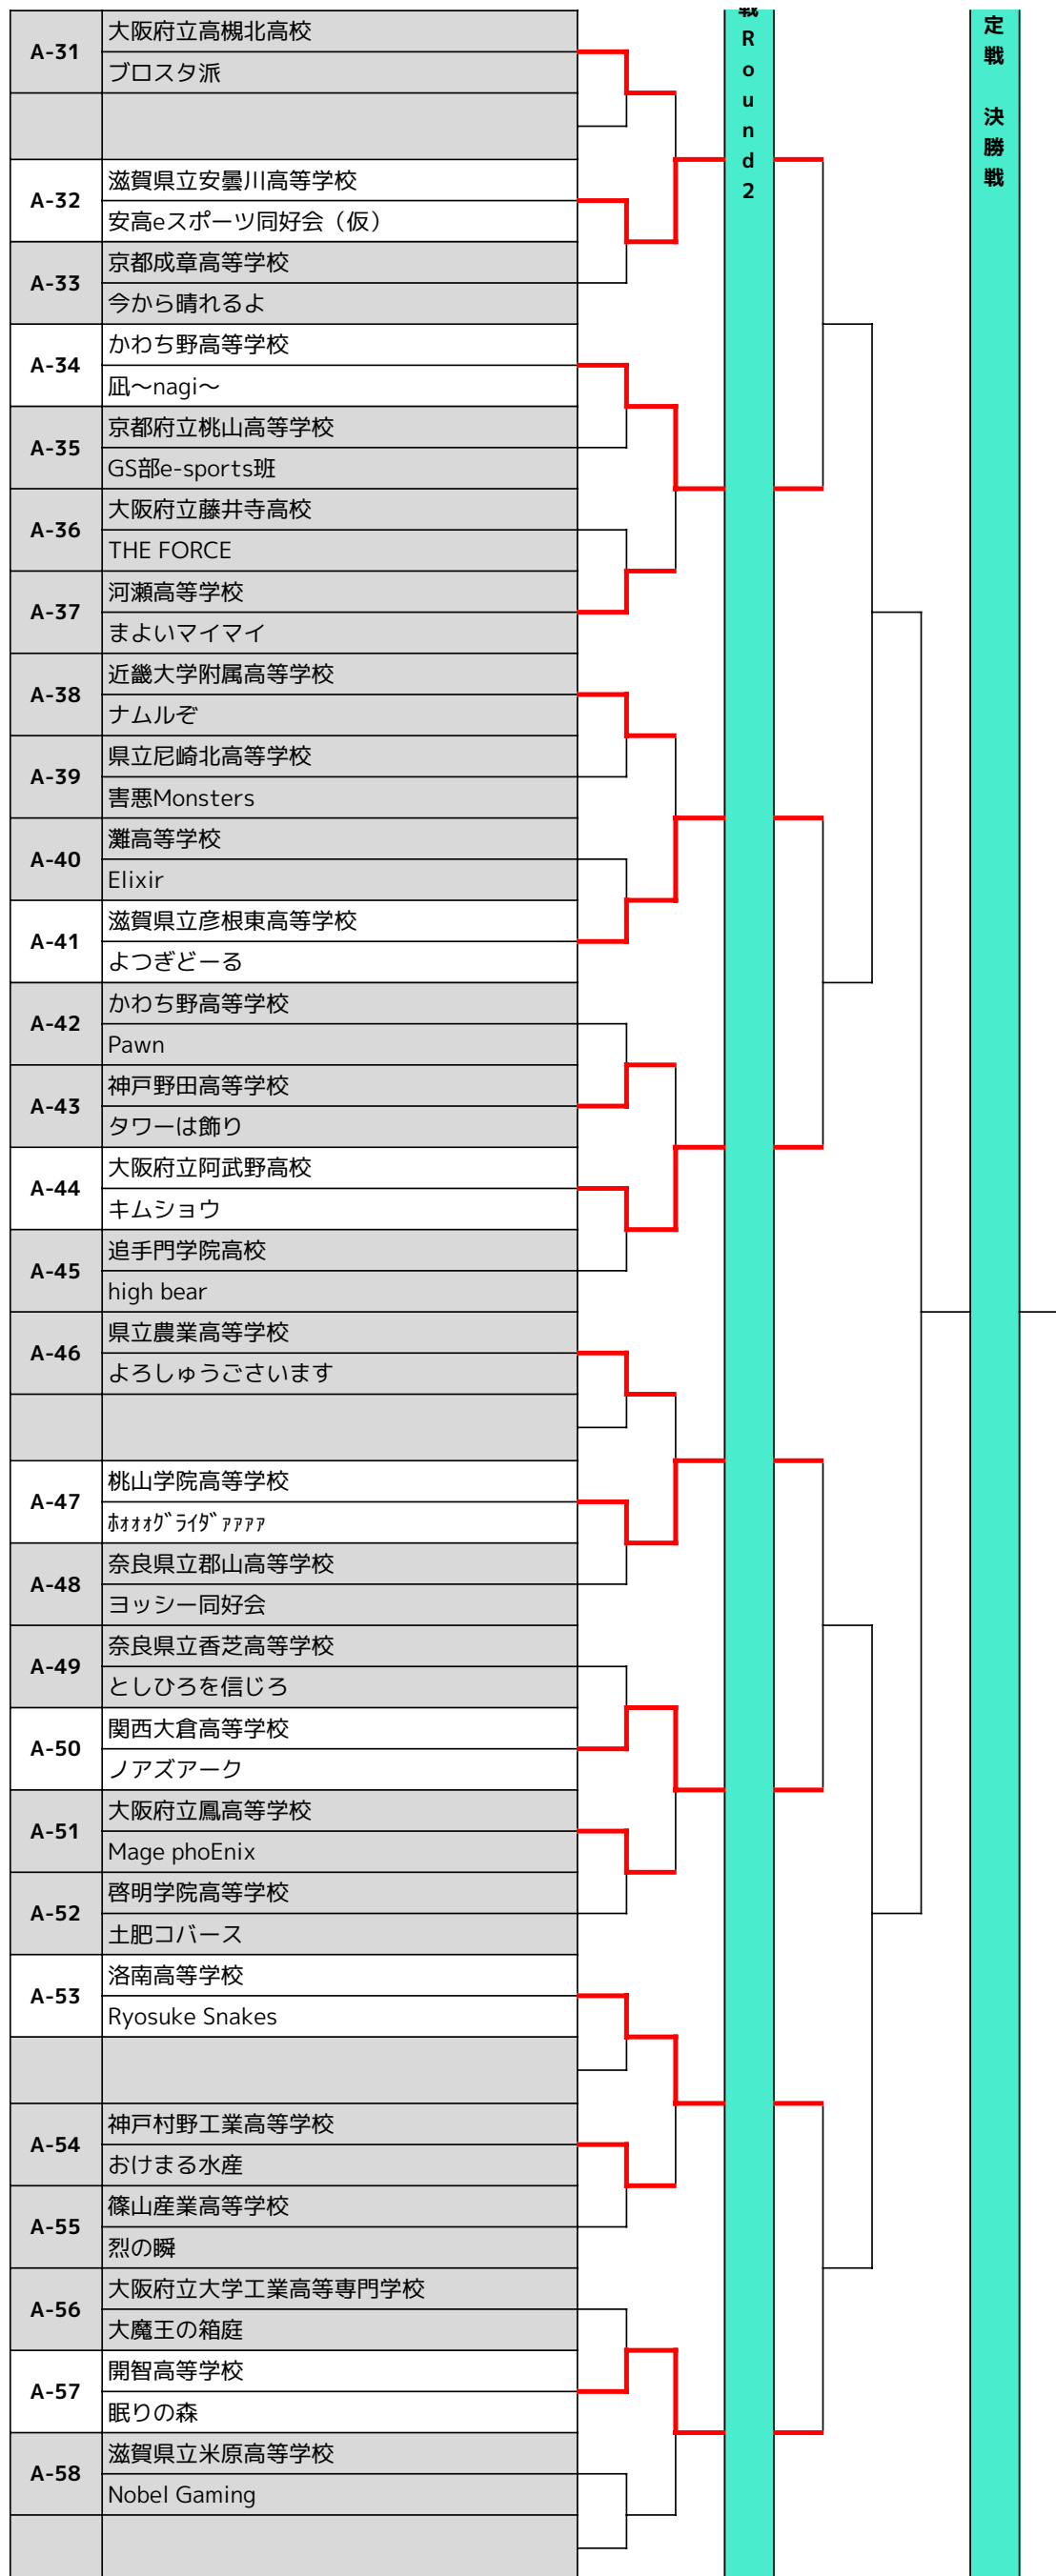 A-31
大阪府立高槻北高校
ブロスタ派
A-32
滋賀県立安曇川高等学校
安高eスポーツ同好会（仮）
A-33
京都成章高等学校
今から晴れるよ
A-34
かわち野高等学校
凪～nagi～
A-35
京都府立桃山高等学校
GS部e-sports班
A-36
大阪府立藤井寺高校
THE FORCE
A-37
河瀬高等学校
まよいマイマイ
A-38
近畿大学附属高等学校
ナムルぞ
A-39
県立尼崎北高等学校
害悪Monsters
A-40
灘高等学校
Elixir
A-41
滋賀県立彦根東高等学校
よつぎどーる
A-42
かわち野高等学校
Pawn
A-43
神戸野田高等学校
タワーは飾り
A-44
大阪府立阿武野高校
キムショウ
A-45
追手門学院高校
high bear
A-46
県立農業高等学校
よろしゅうごさいます
A-47
桃山学院高等学校
ﾎｫｫｫｸﾞﾗｲﾀﾞｧｧｧｧ
A-48
奈良県立郡山高等学校
ヨッシー同好会
A-49
奈良県立香芝高等学校
としひろを信じろ
A-50
関西大倉高等学校
ノアズアーク
A-51
大阪府立鳳高等学校
Mage phoEnix
A-52
啓明学院高等学校
土肥コバース
A-53
洛南高等学校
Ryosuke Snakes
A-54
神戸村野工業高等学校
おけまる水産
A-55
篠山産業高等学校
烈の瞬
A-56
大阪府立大学工業高等専門学校
大魔王の箱庭
A-57
開智高等学校
眠りの森
A-58
滋賀県立米原高等学校
Nobel Gaming
戦Round2
定戦　決勝戦